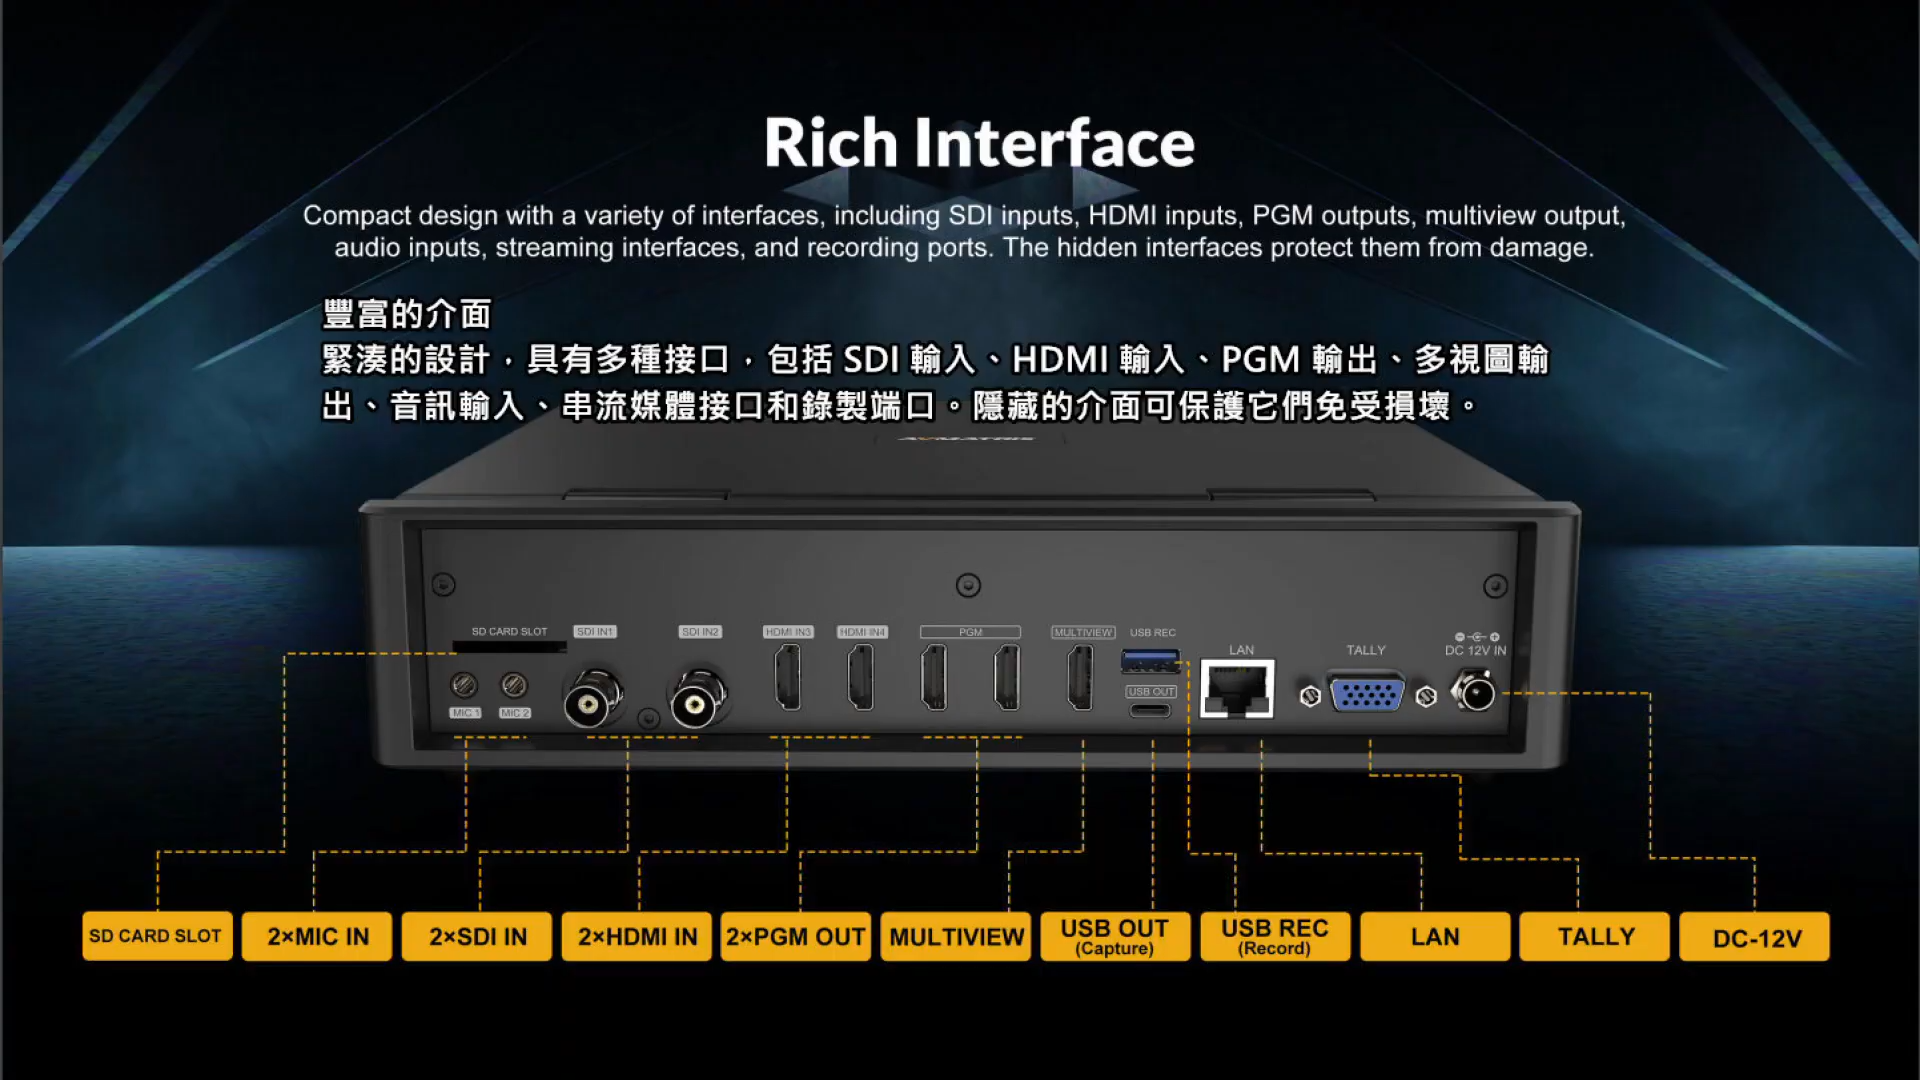 Rich Interface
Compact design with a variety of interfaces, including SDI inputs, HDMI inputs, PGM outputs, multiview output,
audio inputs, streaming interfaces, and recording ports. The hidden interfaces protect them from damage.
豐富的介面
緊湊的設計，具有多種接口，包括 SDI 輸入、HDMI 輸入、PGM 輸出、多視圖輸
出、音訊輸入、串流媒體接口和錄製端口。隱藏的介面可保護它們免受損壞。
AVMATRIX
SD CARD SLOT SDI IN1 SDI IN2 HDMI IN3 HDMI IN4 PGM MULTIVIEW USB REC
LAN TALLY DC 12V IN
USB OUT
MIC 1 MIC 2
SD CARD SLOT 2×MIC IN 2×SDI IN 2×HDMI IN 2×PGM OUT MULTIVIEW USB OUT USB REC LAN TALLY DC-12V
(Capture) (Record)